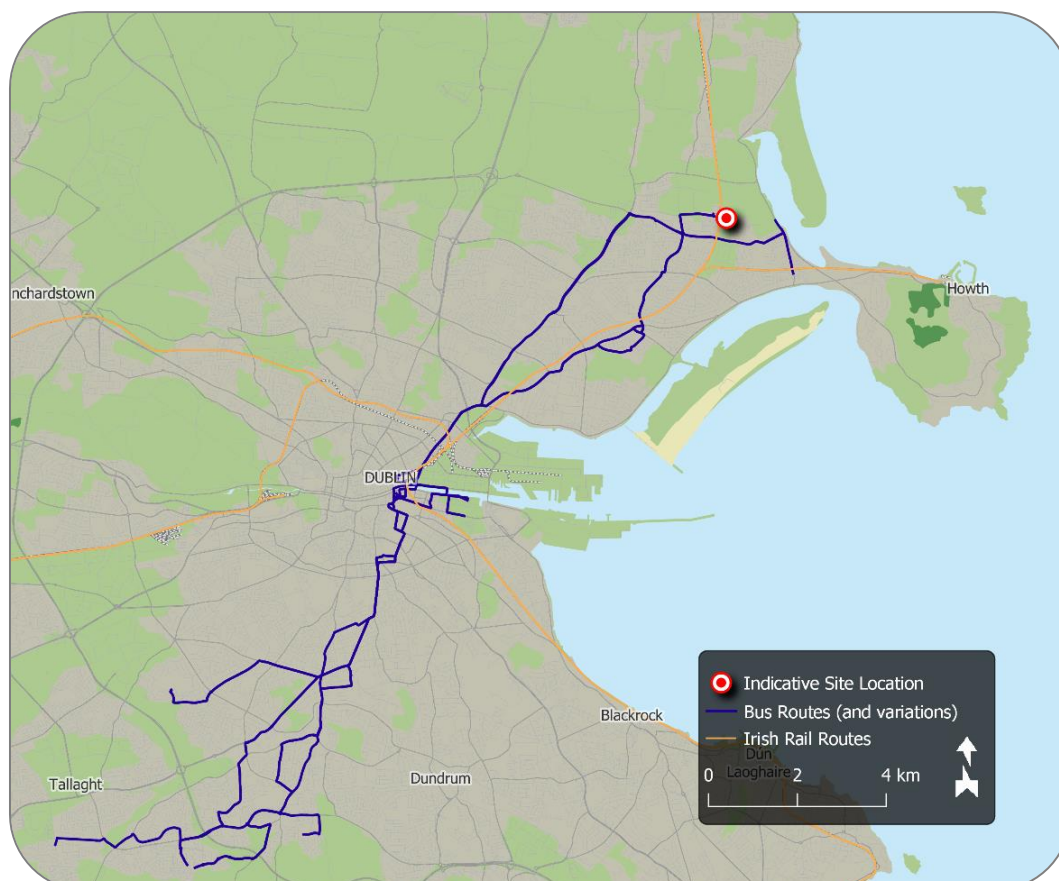 nchardstown
Howth
DUBLIN
Blackrock
Tallaght
Dundrum
Indicative Site Location
Bus Routes (and variations)
Irish Rail Routes
Dún
Laoghaire
0 2 4 km